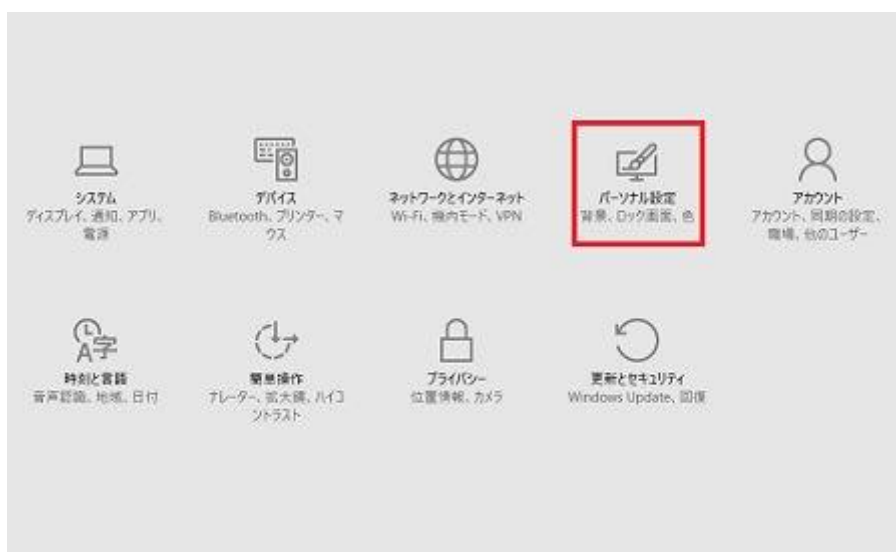 システム
ディスプレイ、通知、アプリ、
電源
デバイス
Bluetooth、プリンター、マ
ウス
ネットワークとインターネット
Wi-Fi、機内モード、VPN
パーソナル設定
背景、ロック画面、色
アカウント
アカウント、同期の設定、
職場、他のユーザー
時刻と言語
音声認識、地域、日付
簡単操作
ナレーター、拡大鏡、ハイコ
ントラスト
プライバシー
位置情報、カメラ
更新とセキュリティ
Windows Update、回復